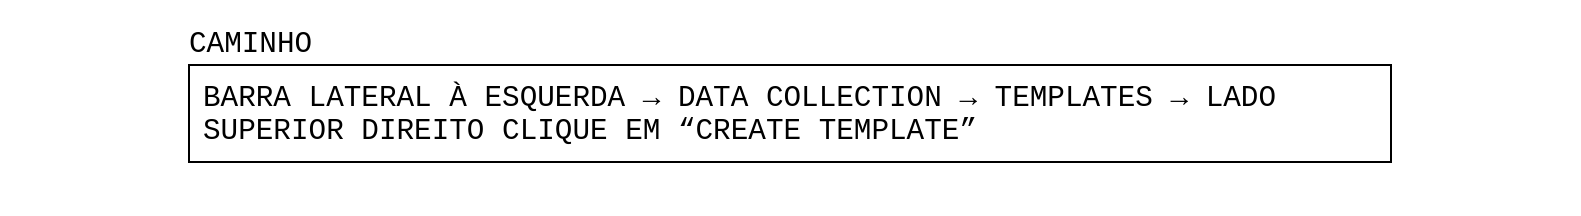 CAMINHO
BARRA LATERAL À ESQUERDA → DATA COLLECTION → TEMPLATES → LADO
SUPERIOR DIREITO CLIQUE EM “CREATE TEMPLATE”